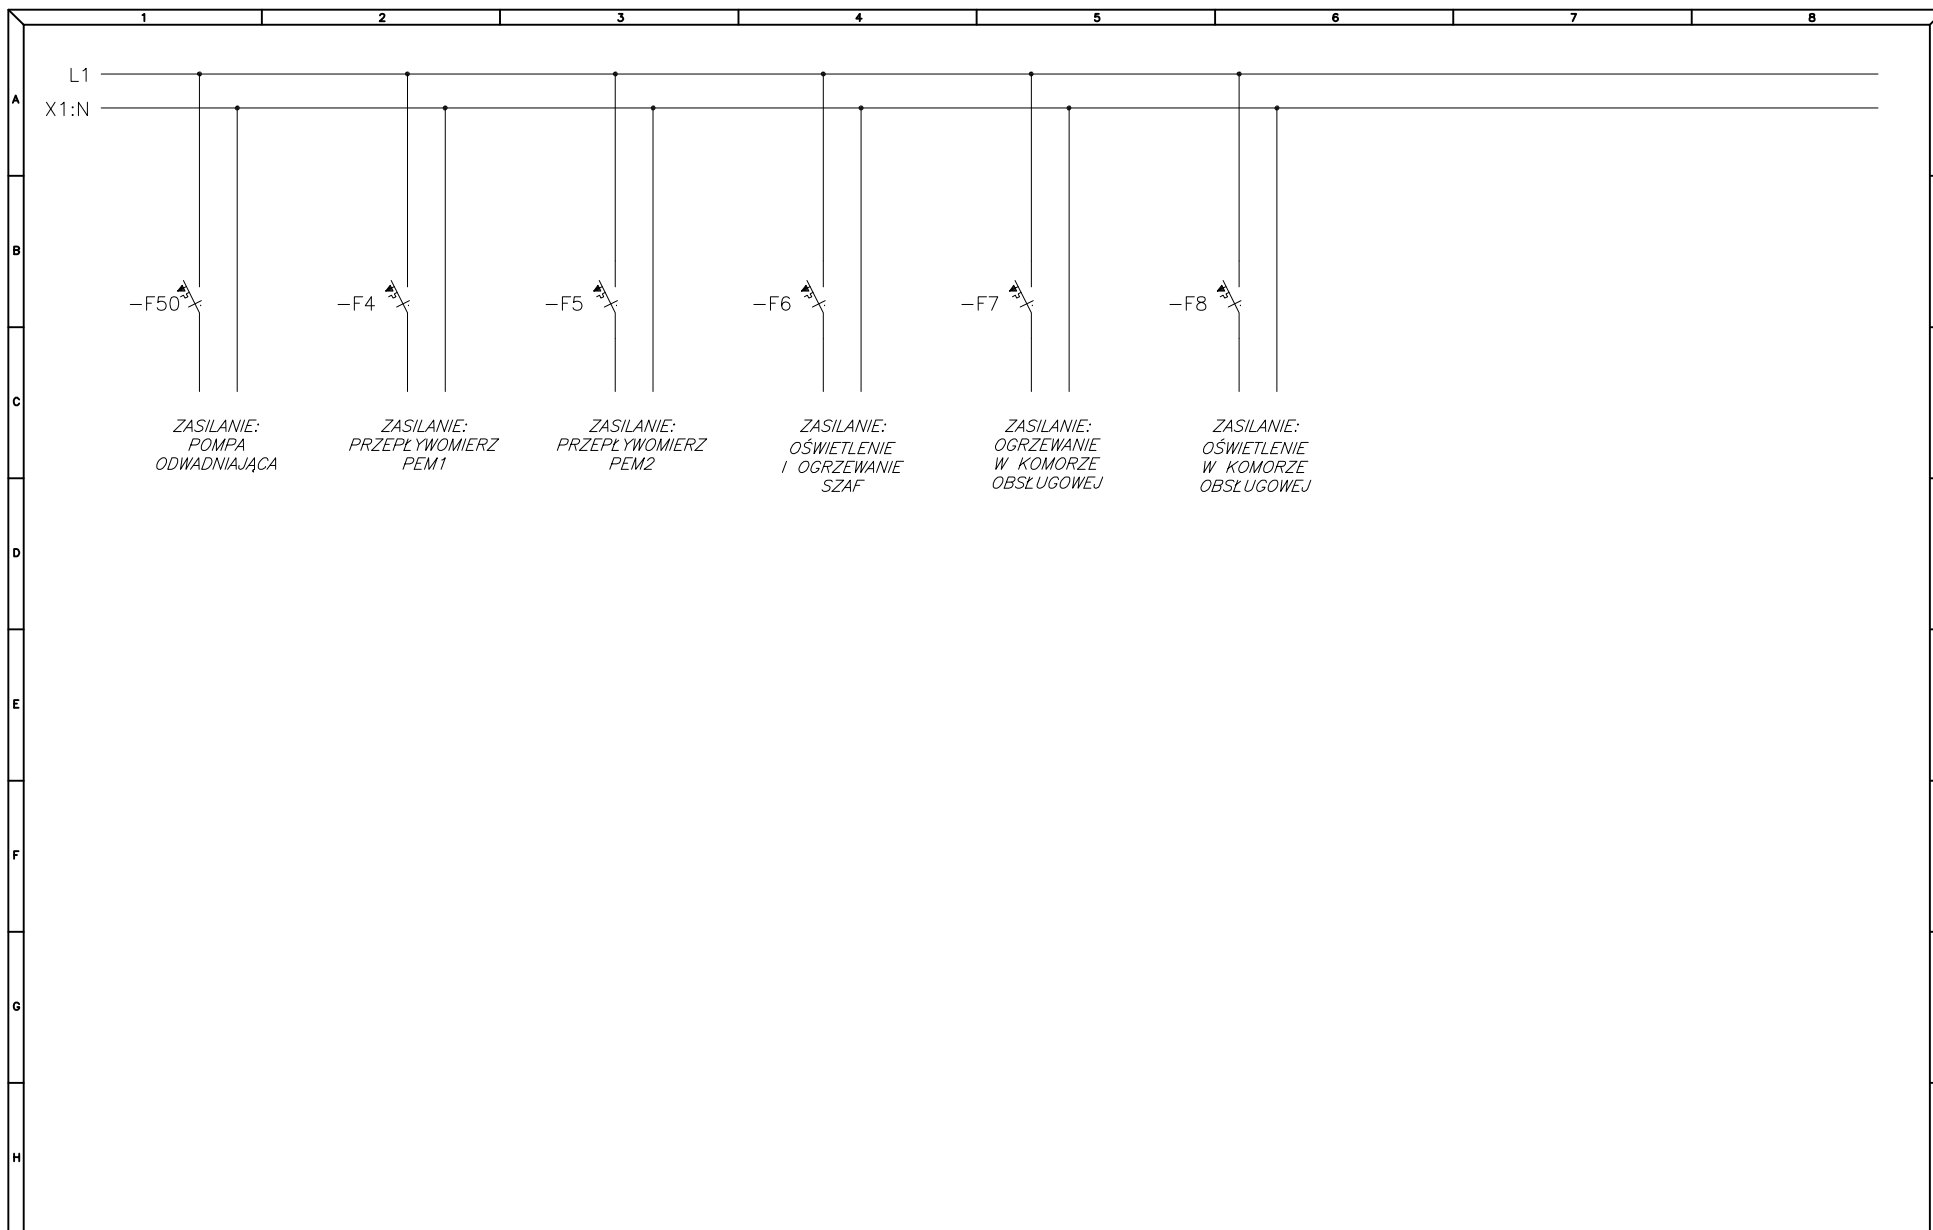 1 2 3 4 5 6 7 8
L1
A
X1:N
B
-F50 -F4 -F5 -F6 -F7 -F8
C
ZASILANIE:
POMPA
ODWADNIAJĄCA
ZASILANIE:
PRZEPŁYWOMIERZ
PEM1
ZASILANIE:
PRZEPŁYWOMIERZ
PEM2
ZASILANIE:
OŚWIETLENIE
I OGRZEWANIE
SZAF
ZASILANIE:
OGRZEWANIE
W KOMORZE
OBSŁUGOWEJ
ZASILANIE:
OŚWIETLENIE
W KOMORZE
OBSŁUGOWEJ
D
E
F
G
H